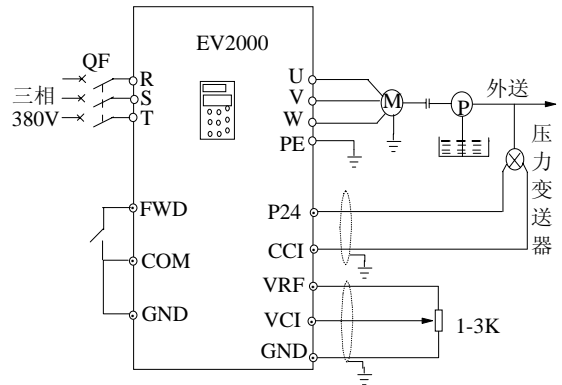 EV2000
QF
三相
380V
R
S
T
U
V
W
PE
M
P
外送
压力变送器
FWD
COM
GND
P24
CCI
VRF
VCI
GND
1-3K